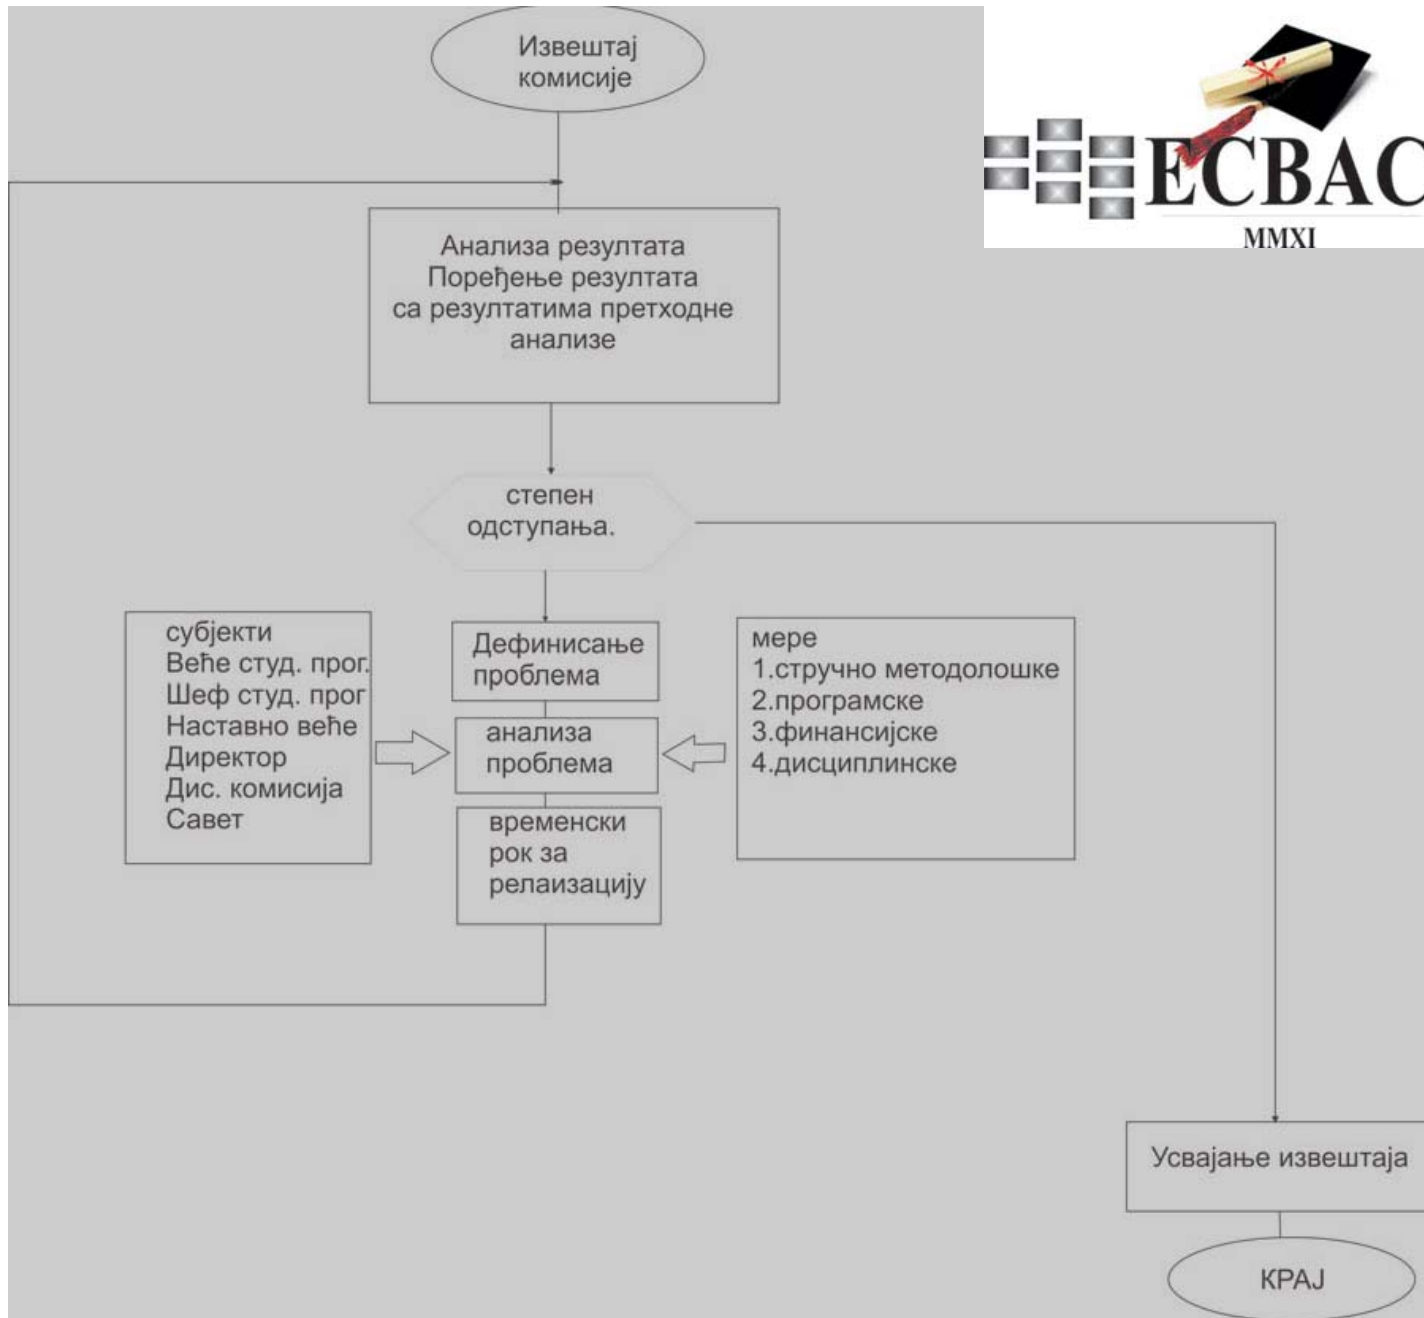 Извештај
комисије
ECBAC
MMXI
Анализа резултата
Поређење резултата
са резултатима претходне
анализе
степен
одступања.
субјекти
Веће студ. прог.
Шеф студ. прог
Наставно веће
Директор
Дис. комисија
Савет
Дефинисање
проблема
анализа
проблема
временски
рок за
релаизацију
мере
1.стручно методолошке
2.програмске
3.финансијске
4.дисциплинске
Усвајање извештаја
КРАЈ